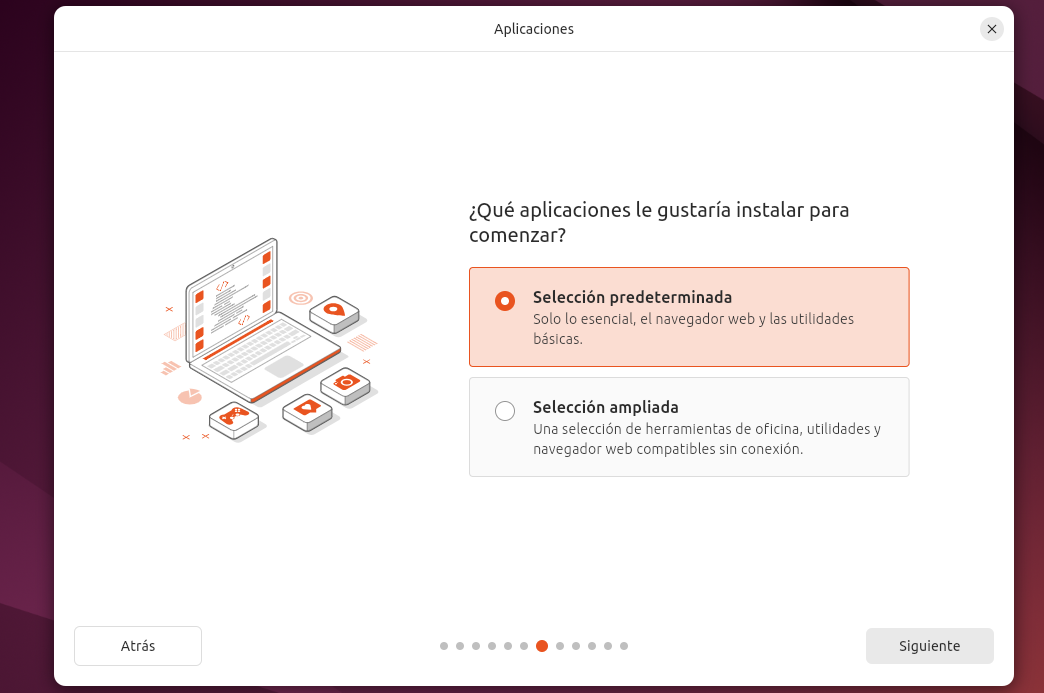 Aplicaciones
¿Qué aplicaciones le gustaría instalar para
comenzar?
Selección predeterminada
Solo lo esencial, el navegador web y las utilidades
básicas.
Selección ampliada
Una selección de herramientas de oficina, utilidades y
navegador web compatibles sin conexión.
Atrás
Siguiente